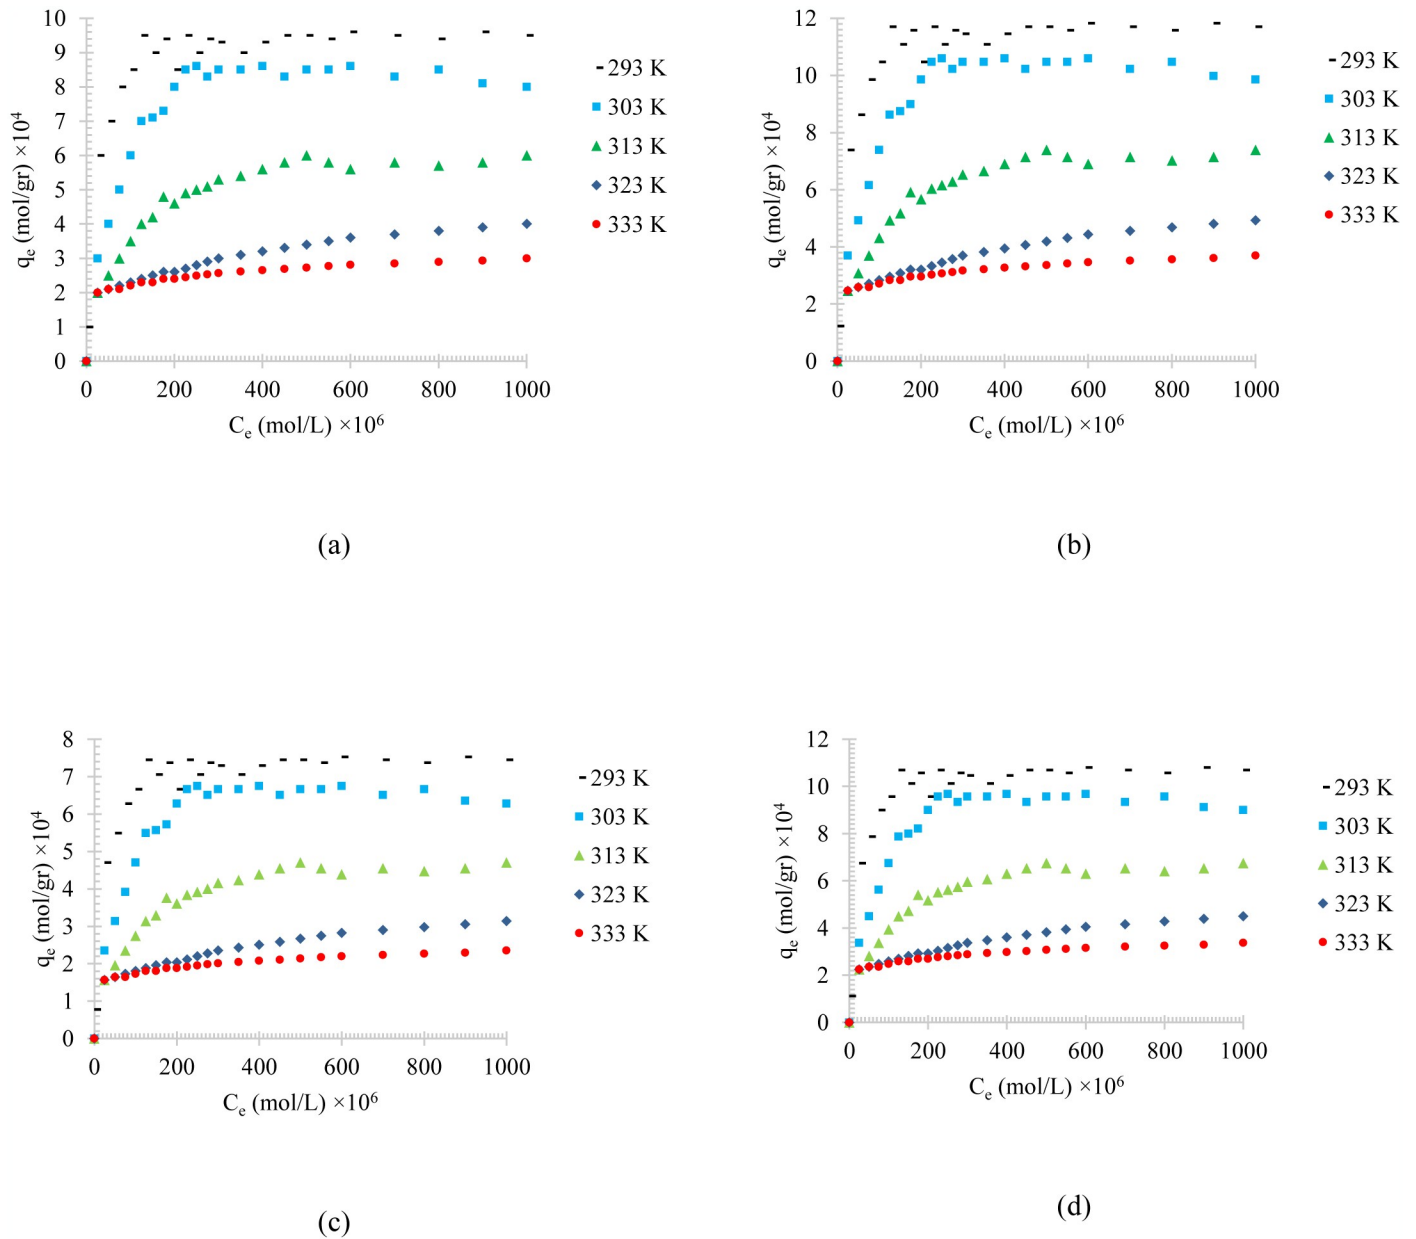 10
9
8
7
6
5
4
3
2
1
0
0 200 400 600 800 1000
qₑ (mol/gr) ×10⁴
Cₑ (mol/L) ×10⁶
293 K
303 K
313 K
323 K
333 K
(a)
12
10
8
6
4
2
0
0 200 400 600 800 1000
qₑ (mol/gr) ×10⁴
Cₑ (mol/L) ×10⁶
293 K
303 K
313 K
323 K
333 K
(b)
8
7
6
5
4
3
2
1
0
0 200 400 600 800 1000
qₑ (mol/gr) ×10⁴
Cₑ (mol/L) ×10⁶
293 K
303 K
313 K
323 K
333 K
(c)
12
10
8
6
4
2
0
0 200 400 600 800 1000
qₑ (mol/gr) ×10⁴
Cₑ (mol/L) ×10⁶
293 K
303 K
313 K
323 K
333 K
(d)